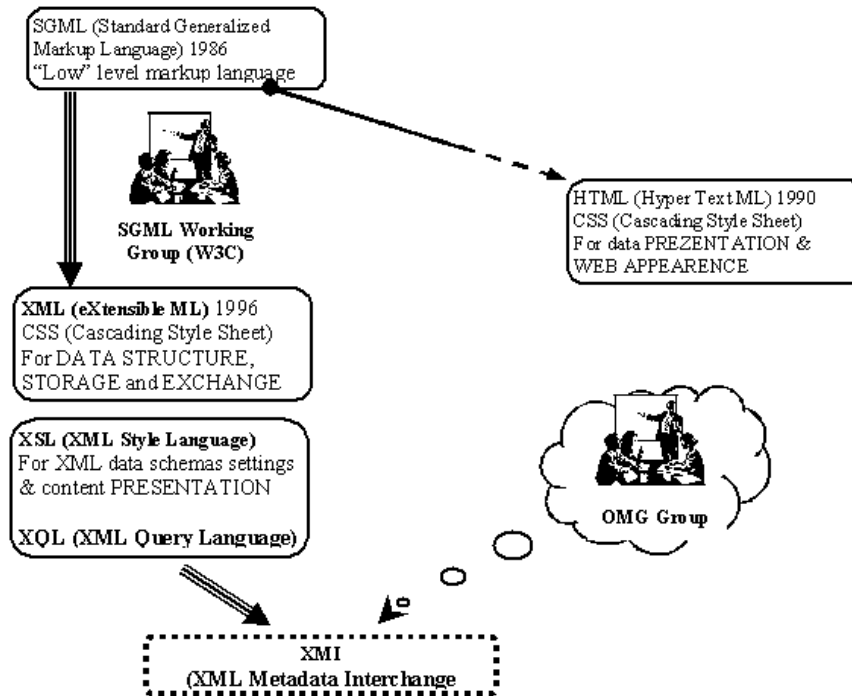 SGML (Standard Generalized
Markup Language) 1986
“Low” level markup language
SGML Working
Group (W3C)
HTML (Hyper Text ML) 1990
CSS (Cascading Style Sheet)
For data PREZENTATION &
WEB APPEARENCE
XML (eXtensible ML) 1996
CSS (Cascading Style Sheet)
For DATA STRUCTURE,
STORAGE and EXCHANGE
XSL (XML Style Language)
For XML data schemas settings
& content PRESENTATION
XQL (XML Query Language)
OMG Group
XMI
(XML Metadata Interchange